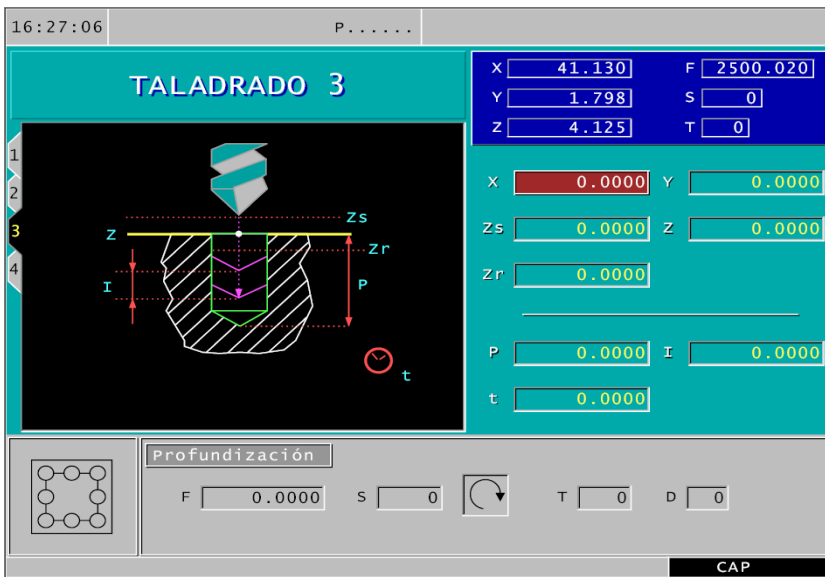 16:27:06 P......
TALADRADO 3
X 41.130 F 2500.020
Y 1.798 S 0
Z 4.125 T 0
1
2
3
4
Zs
Z
Zr
I
P
t
X 0.0000 Y 0.0000
Zs 0.0000 Z 0.0000
Zr 0.0000
P 0.0000 I 0.0000
t 0.0000
Profundización
F 0.0000 S 0 T 0 D 0
CAP